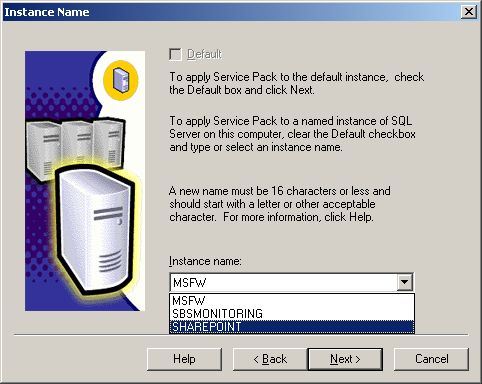 Instance Name
Default
To apply Service Pack to the default instance, check
the Default box and click Next.
To apply Service Pack to a named instance of SQL
Server on this computer, clear the Default checkbox
and type or select an instance name.
A new name must be 16 characters or less and
should start with a letter or other acceptable
character. For more information, click Help.
Instance name:
MSFW
MSFW
SBSMONITORING
SHAREPOINT
Help
< Back
Next >
Cancel